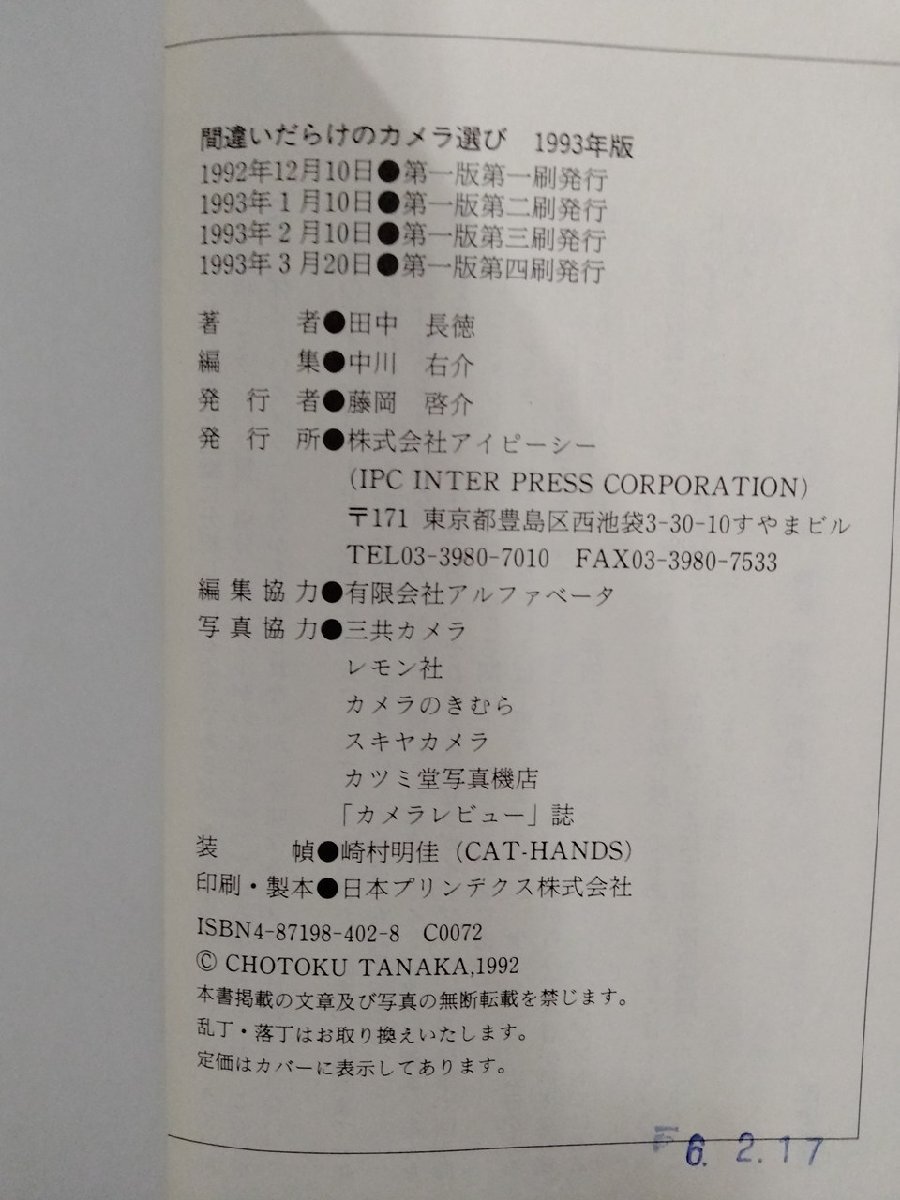 間違いだらけのカメラ選び 1993年版
1992年12月10日●第一版第一刷発行
1993年1月10日●第一版第二刷発行
1993年2月10日●第一版第三刷発行
1993年3月20日●第一版第四刷発行
著者●田中 長徳
編集●中川 右介
発行者●藤岡 啓介
発行所●株式会社アイピーシー
(IPC INTER PRESS CORPORATION)
〒171 東京都豊島区西池袋3-30-10すやまビル
TEL03-3980-7010 FAX03-3980-7533
編集協力●有限会社アルファベータ
写真協力●三共カメラ
レモン社
カメラのきむら
スキヤカメラ
カツミ堂写真機店
「カメラレビュー」誌
装幀●崎村明佳 (CAT-HANDS)
印刷・製本●日本プリンデクス株式会社
ISBN4-87198-402-8 C0072
© CHOTOKU TANAKA,1992
本書掲載の文章及び写真の無断転載を禁じます。
乱丁・落丁はお取り換えいたします。
定価はカバーに表示してあります。
6. 2.17